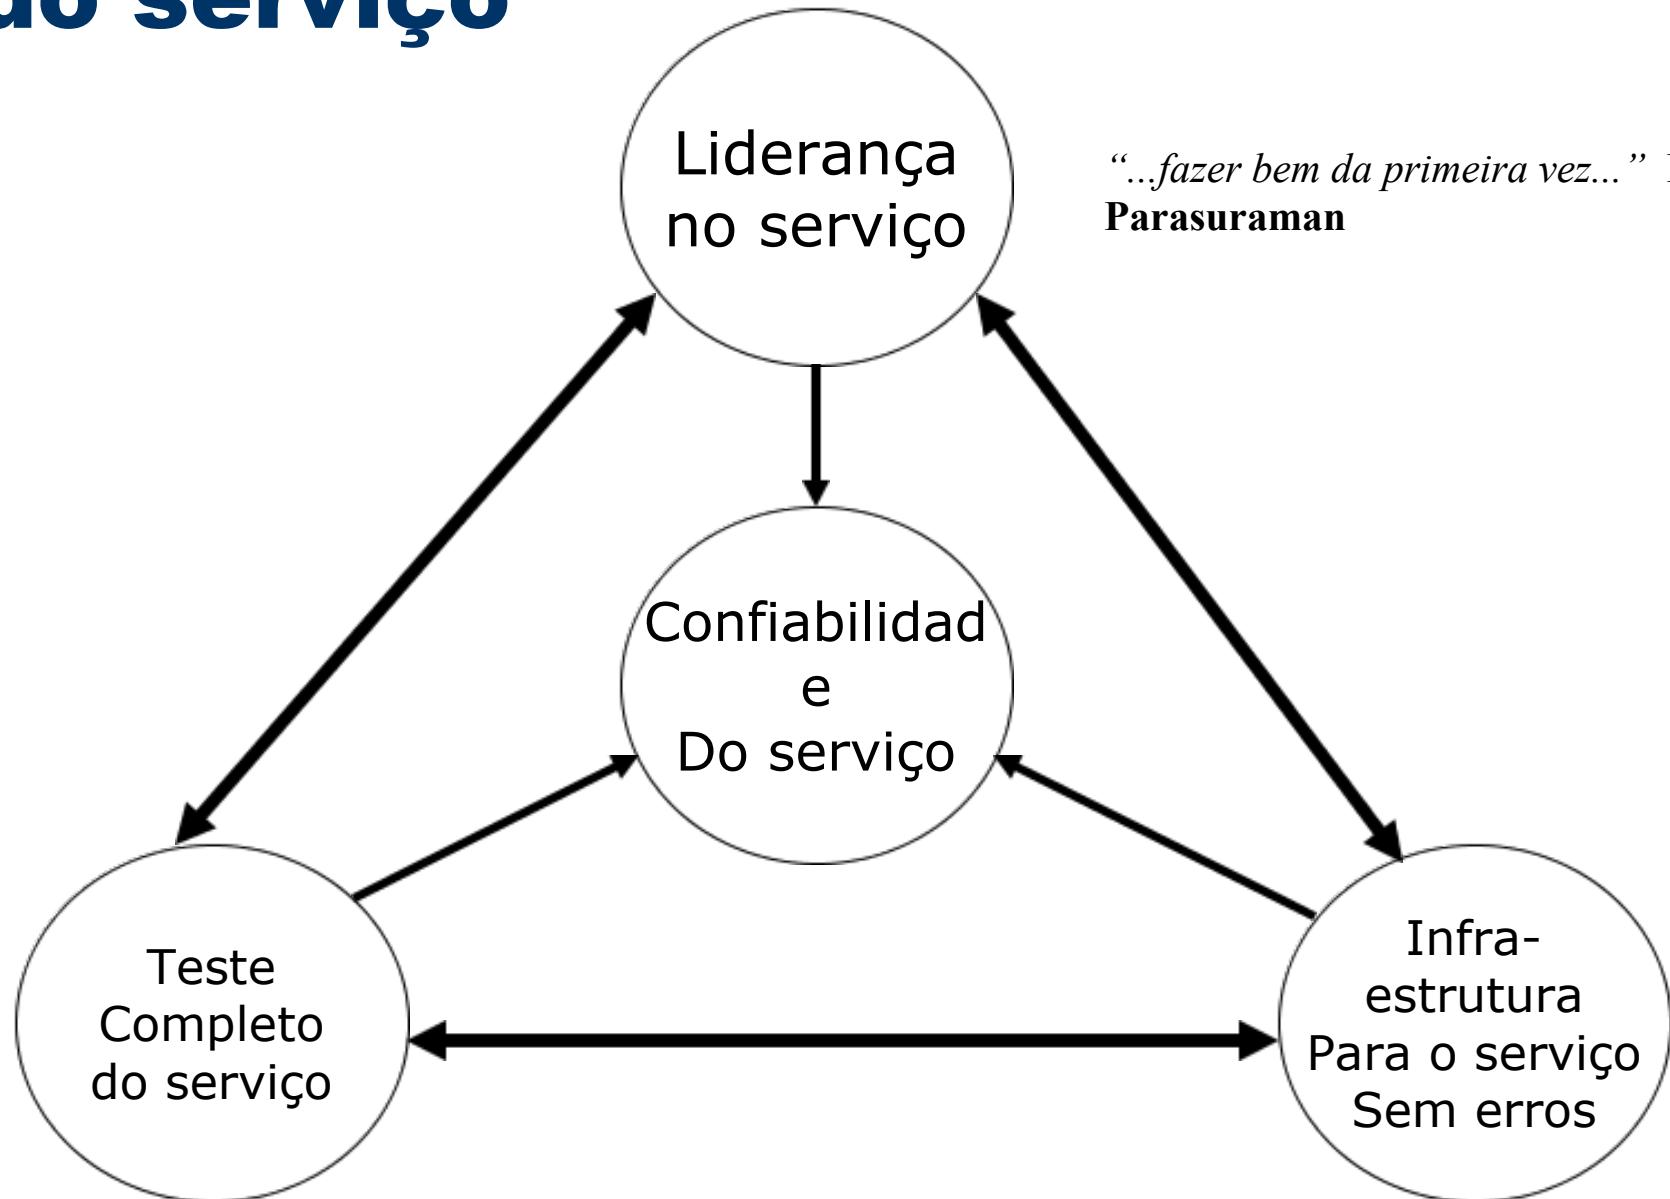 do serviço
Liderança
no serviço
“...fazer bem da primeira vez...”
Parasuraman
Confiabilidad
e
Do serviço
Teste
Completo
do serviço
Infra-
estrutura
Para o serviço
Sem erros